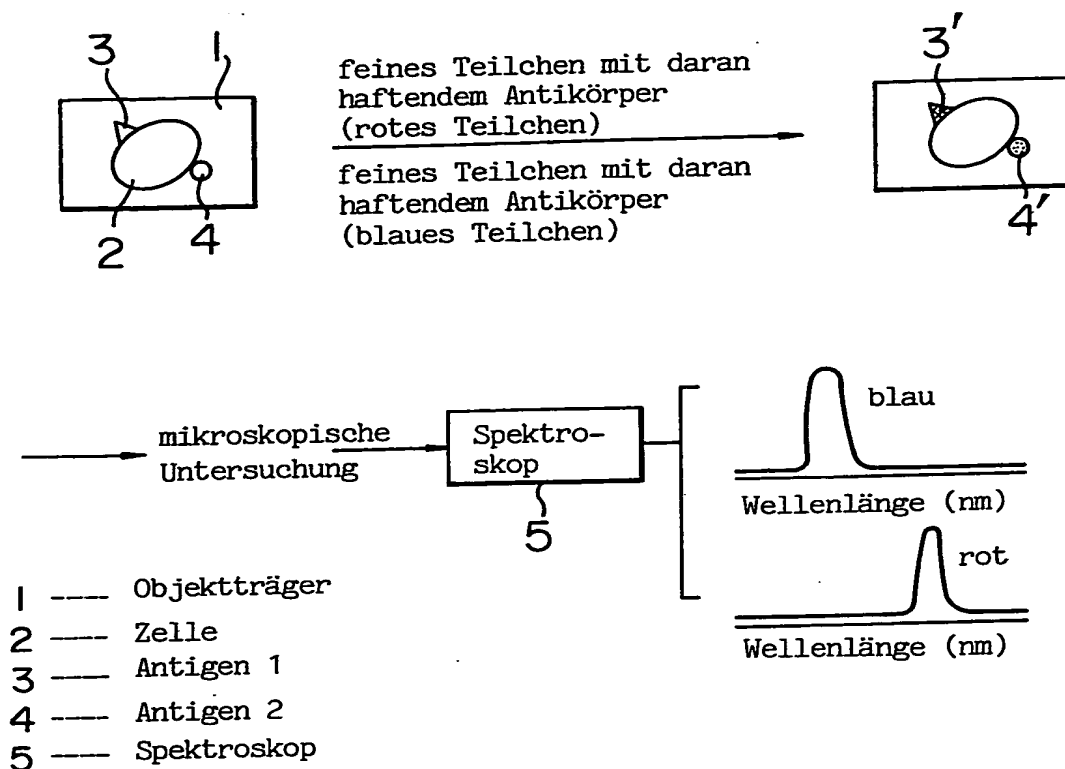 3
1
2
4
feines Teilchen mit daran
haftendem Antikörper
(rotes Teilchen)
feines Teilchen mit daran
haftendem Antikörper
(blaues Teilchen)
3'
4'
mikroskopische
Untersuchung
Spektro-
skop
5
blau
Wellenlänge (nm)
rot
Wellenlänge (nm)
1 ---- Objektträger
2 ---- Zelle
3 ---- Antigen 1
4 ---- Antigen 2
5 ---- Spektroskop